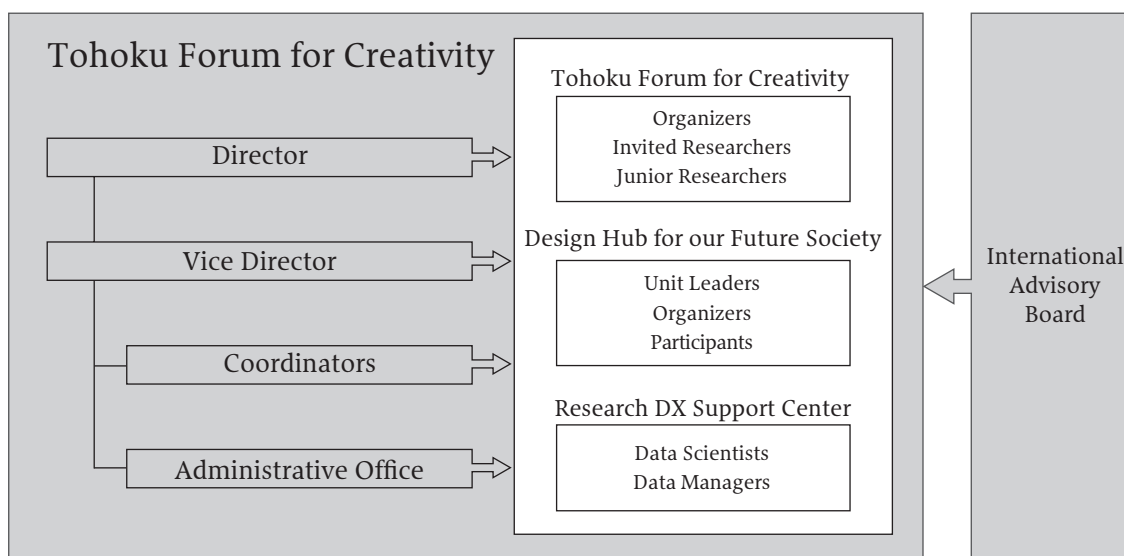 Tohoku Forum for Creativity
Director
Vice Director
Coordinators
Administrative Office
Tohoku Forum for Creativity
Organizers
Invited Researchers
Junior Researchers
Design Hub for our Future Society
Unit Leaders
Organizers
Participants
Research DX Support Center
Data Scientists
Data Managers
International
Advisory
Board